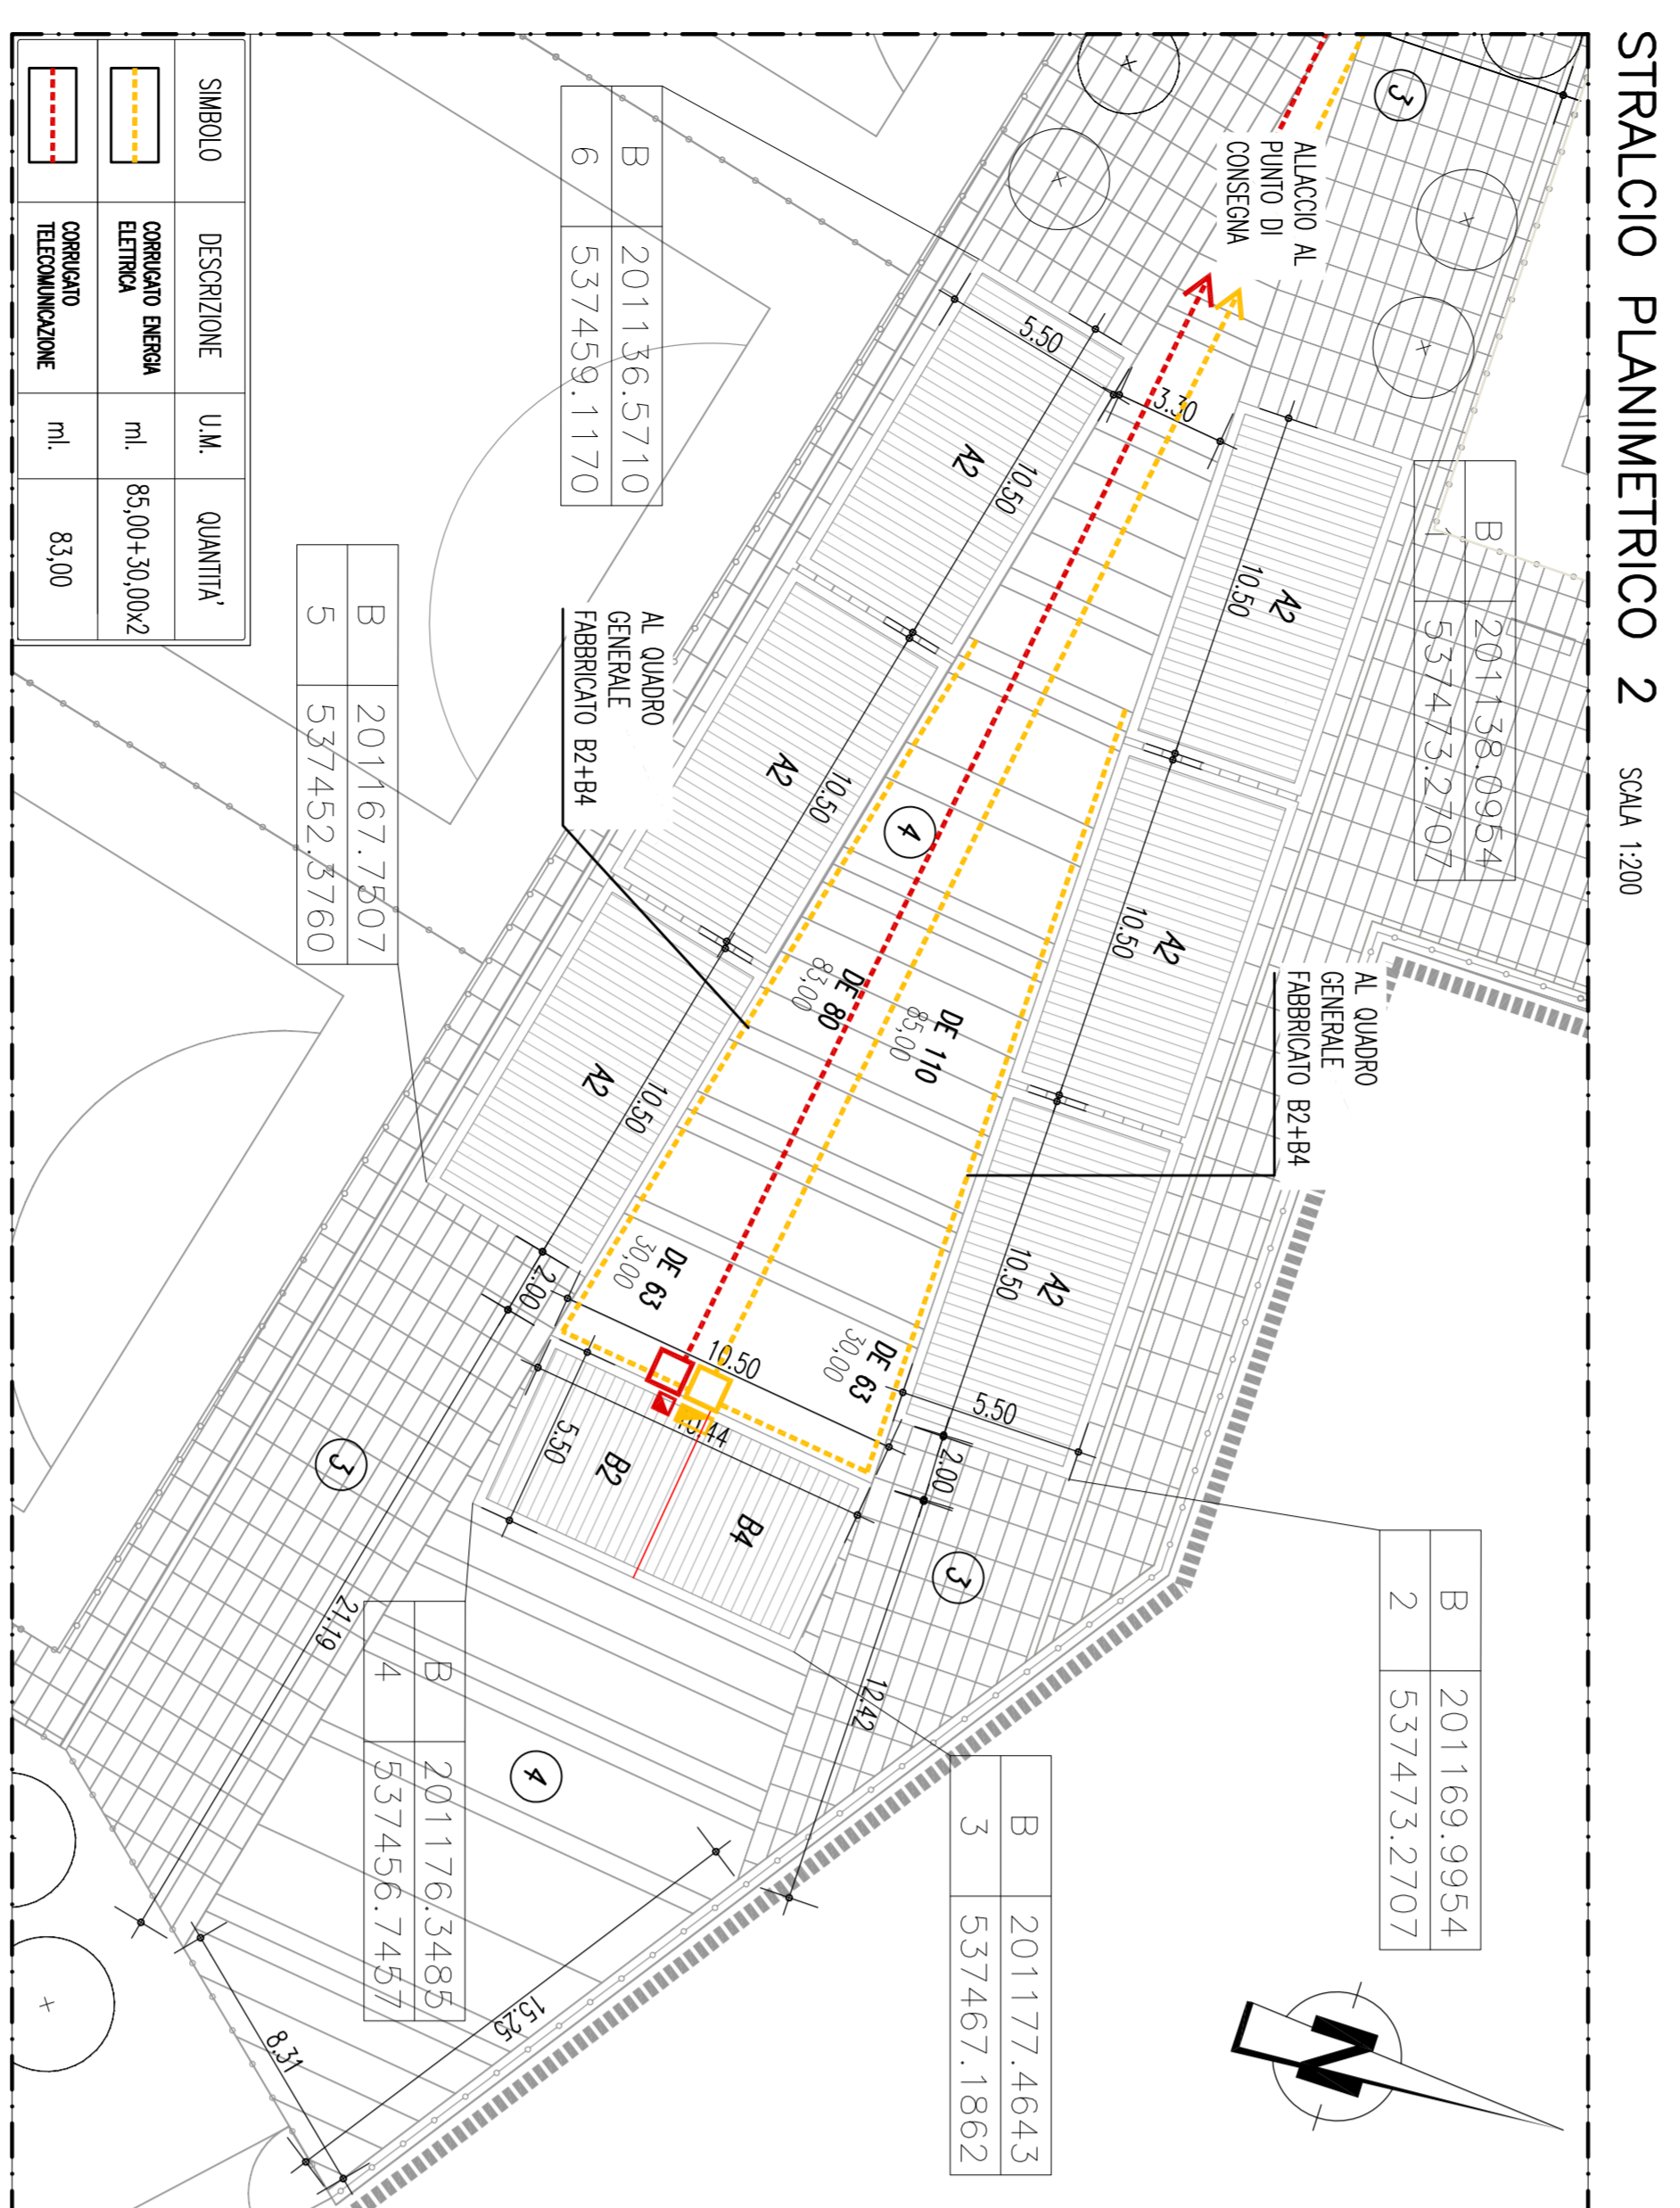 STRALCIO PLANIMETRICO 2 SCALA 1:200
3
ALLACCIO AL
PUNTO DI
CONSEGNA
B 201138.0954
1 537473.2707
B 201136.5710
6 537459.1170
5.50
3.30
A2
10.50
A2
10.50
AL QUADRO
GENERALE
FABBRICATO B2+B4
A2
10.50
4
A2
10.50
AL QUADRO
GENERALE
FABBRICATO B2+B4
B 201167.7507
5 537452.3760
DE 80
83,00
DE 110
85,00
A2
10.50
A2
10.50
DE 63
30,00
DE 63
30,00
2.00
10.50
5.50
2.00
10.44
5.50
B2
B4
3
3
B 201169.9954
2 537473.2707
B 201177.4643
3 537467.1862
B 201176.3485
4 537456.7457
21.19
12.42
4
15.25
8.31
N
SIMBOLO DESCRIZIONE U.M. QUANTITA'
CORRUGATO ENERGIA
ELETTRICA ml. 85,00+30,00x2
CORRUGATO
TELECOMUNICAZIONE ml. 83,00